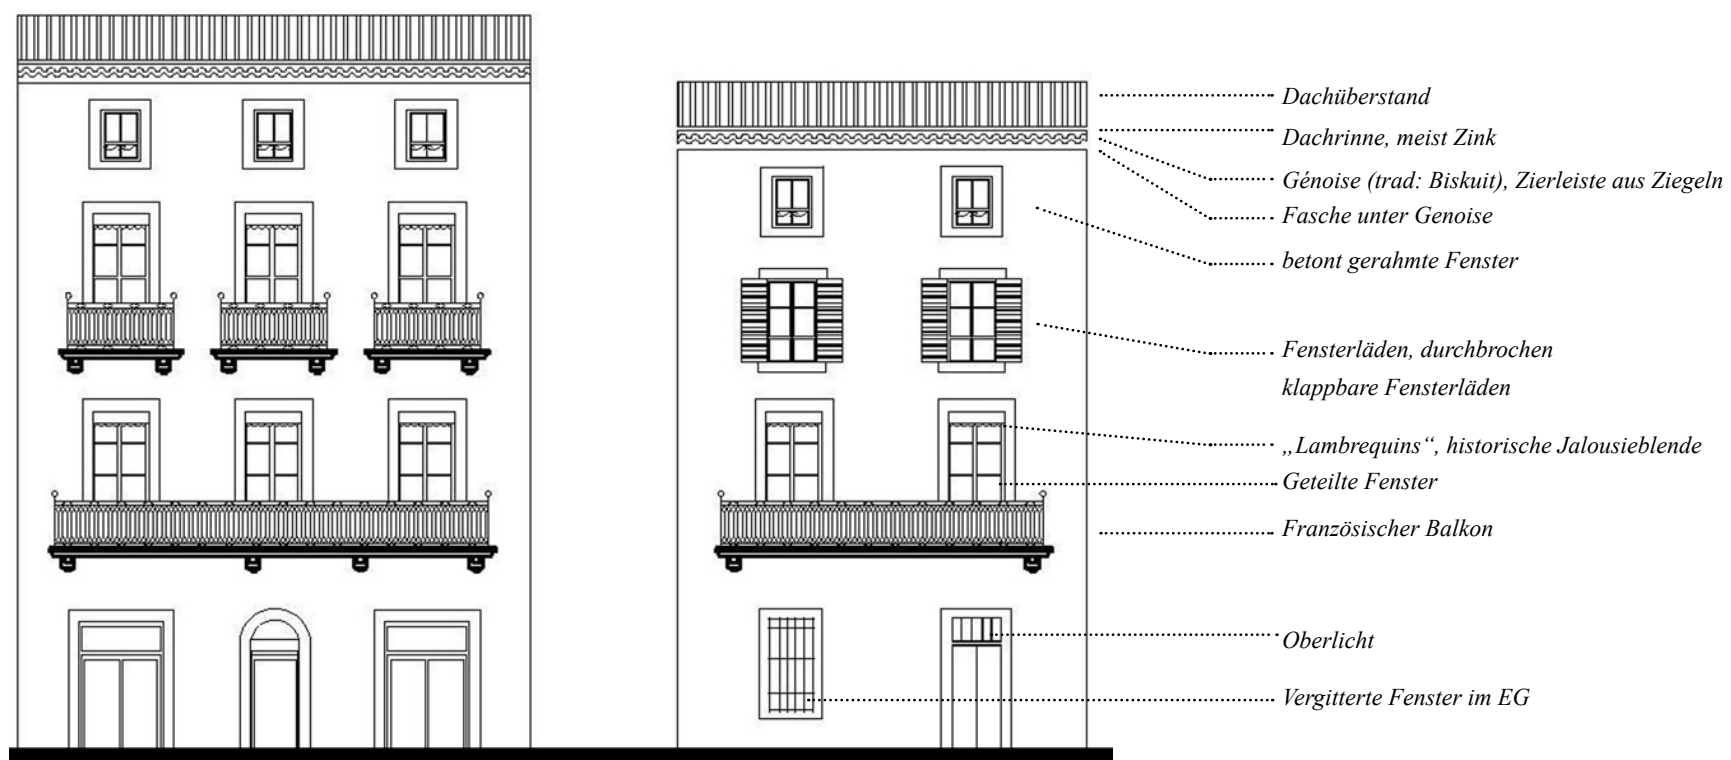 Dachüberstand
Dachrinne, meist Zink
Génoise (trad: Biskuit), Zierleiste aus Ziegeln
Fasche unter Genoise
betont gerahmte Fenster
Fensterläden, durchbrochen
klappbare Fensterläden
„Lambrequins“, historische Jalousieblende
Geteilte Fenster
Französischer Balkon
Oberlicht
Vergitterte Fenster im EG